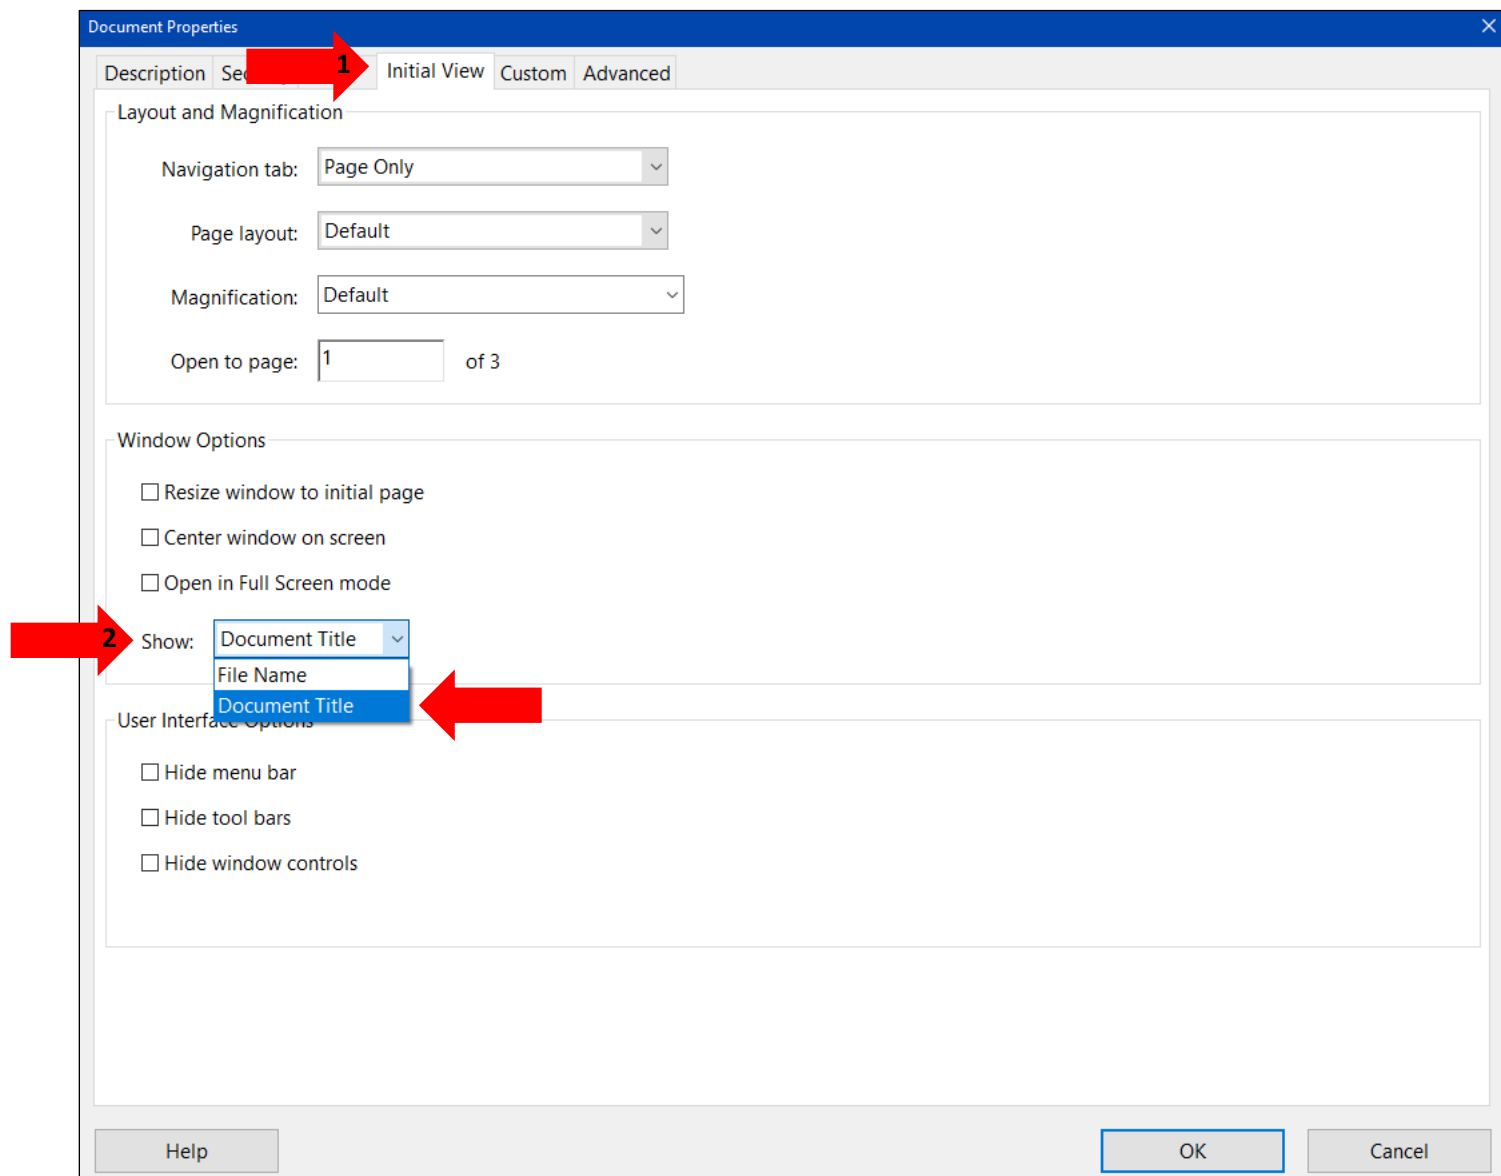 Document Properties
Description
1
Initial View
Custom
Advanced
Layout and Magnification
Navigation tab:
Page Only
Page layout:
Default
Magnification:
Default
Open to page:
1
of 3
Window Options
Resize window to initial page
Center window on screen
Open in Full Screen mode
2
Show:
Document Title
File Name
Document Title
User Interface Options
Hide menu bar
Hide tool bars
Hide window controls
Help
OK
Cancel